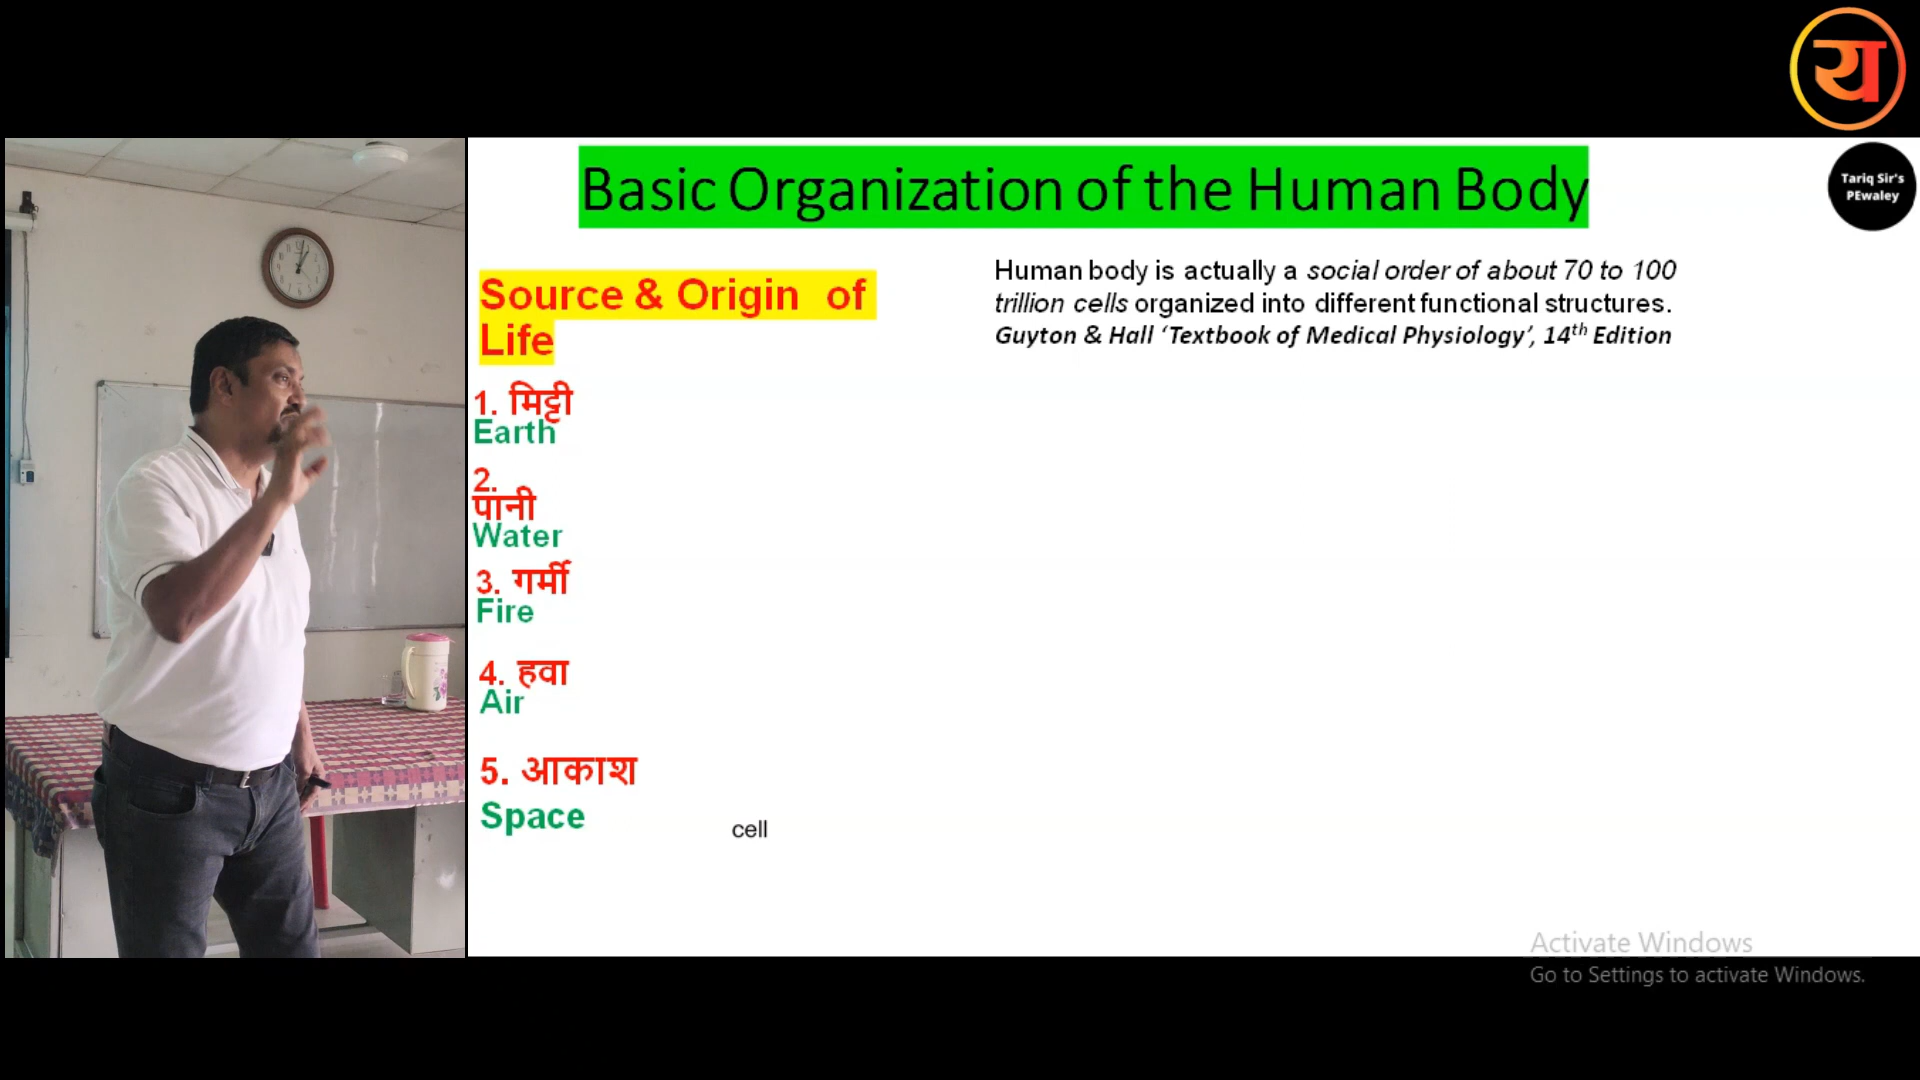 य
Tariq Sir's
PEwaley
Basic Organization of the Human Body
Source & Origin of
Life
1. मिट्टी
Earth
2.
पानी
Water
3. गर्मी
Fire
4. हवा
Air
5. आकाश
Space
cell
Human body is actually a social order of about 70 to 100
trillion cells organized into different functional structures.
Guyton & Hall ‘Textbook of Medical Physiology’, 14th Edition
Activate Windows
Go to Settings to activate Windows.